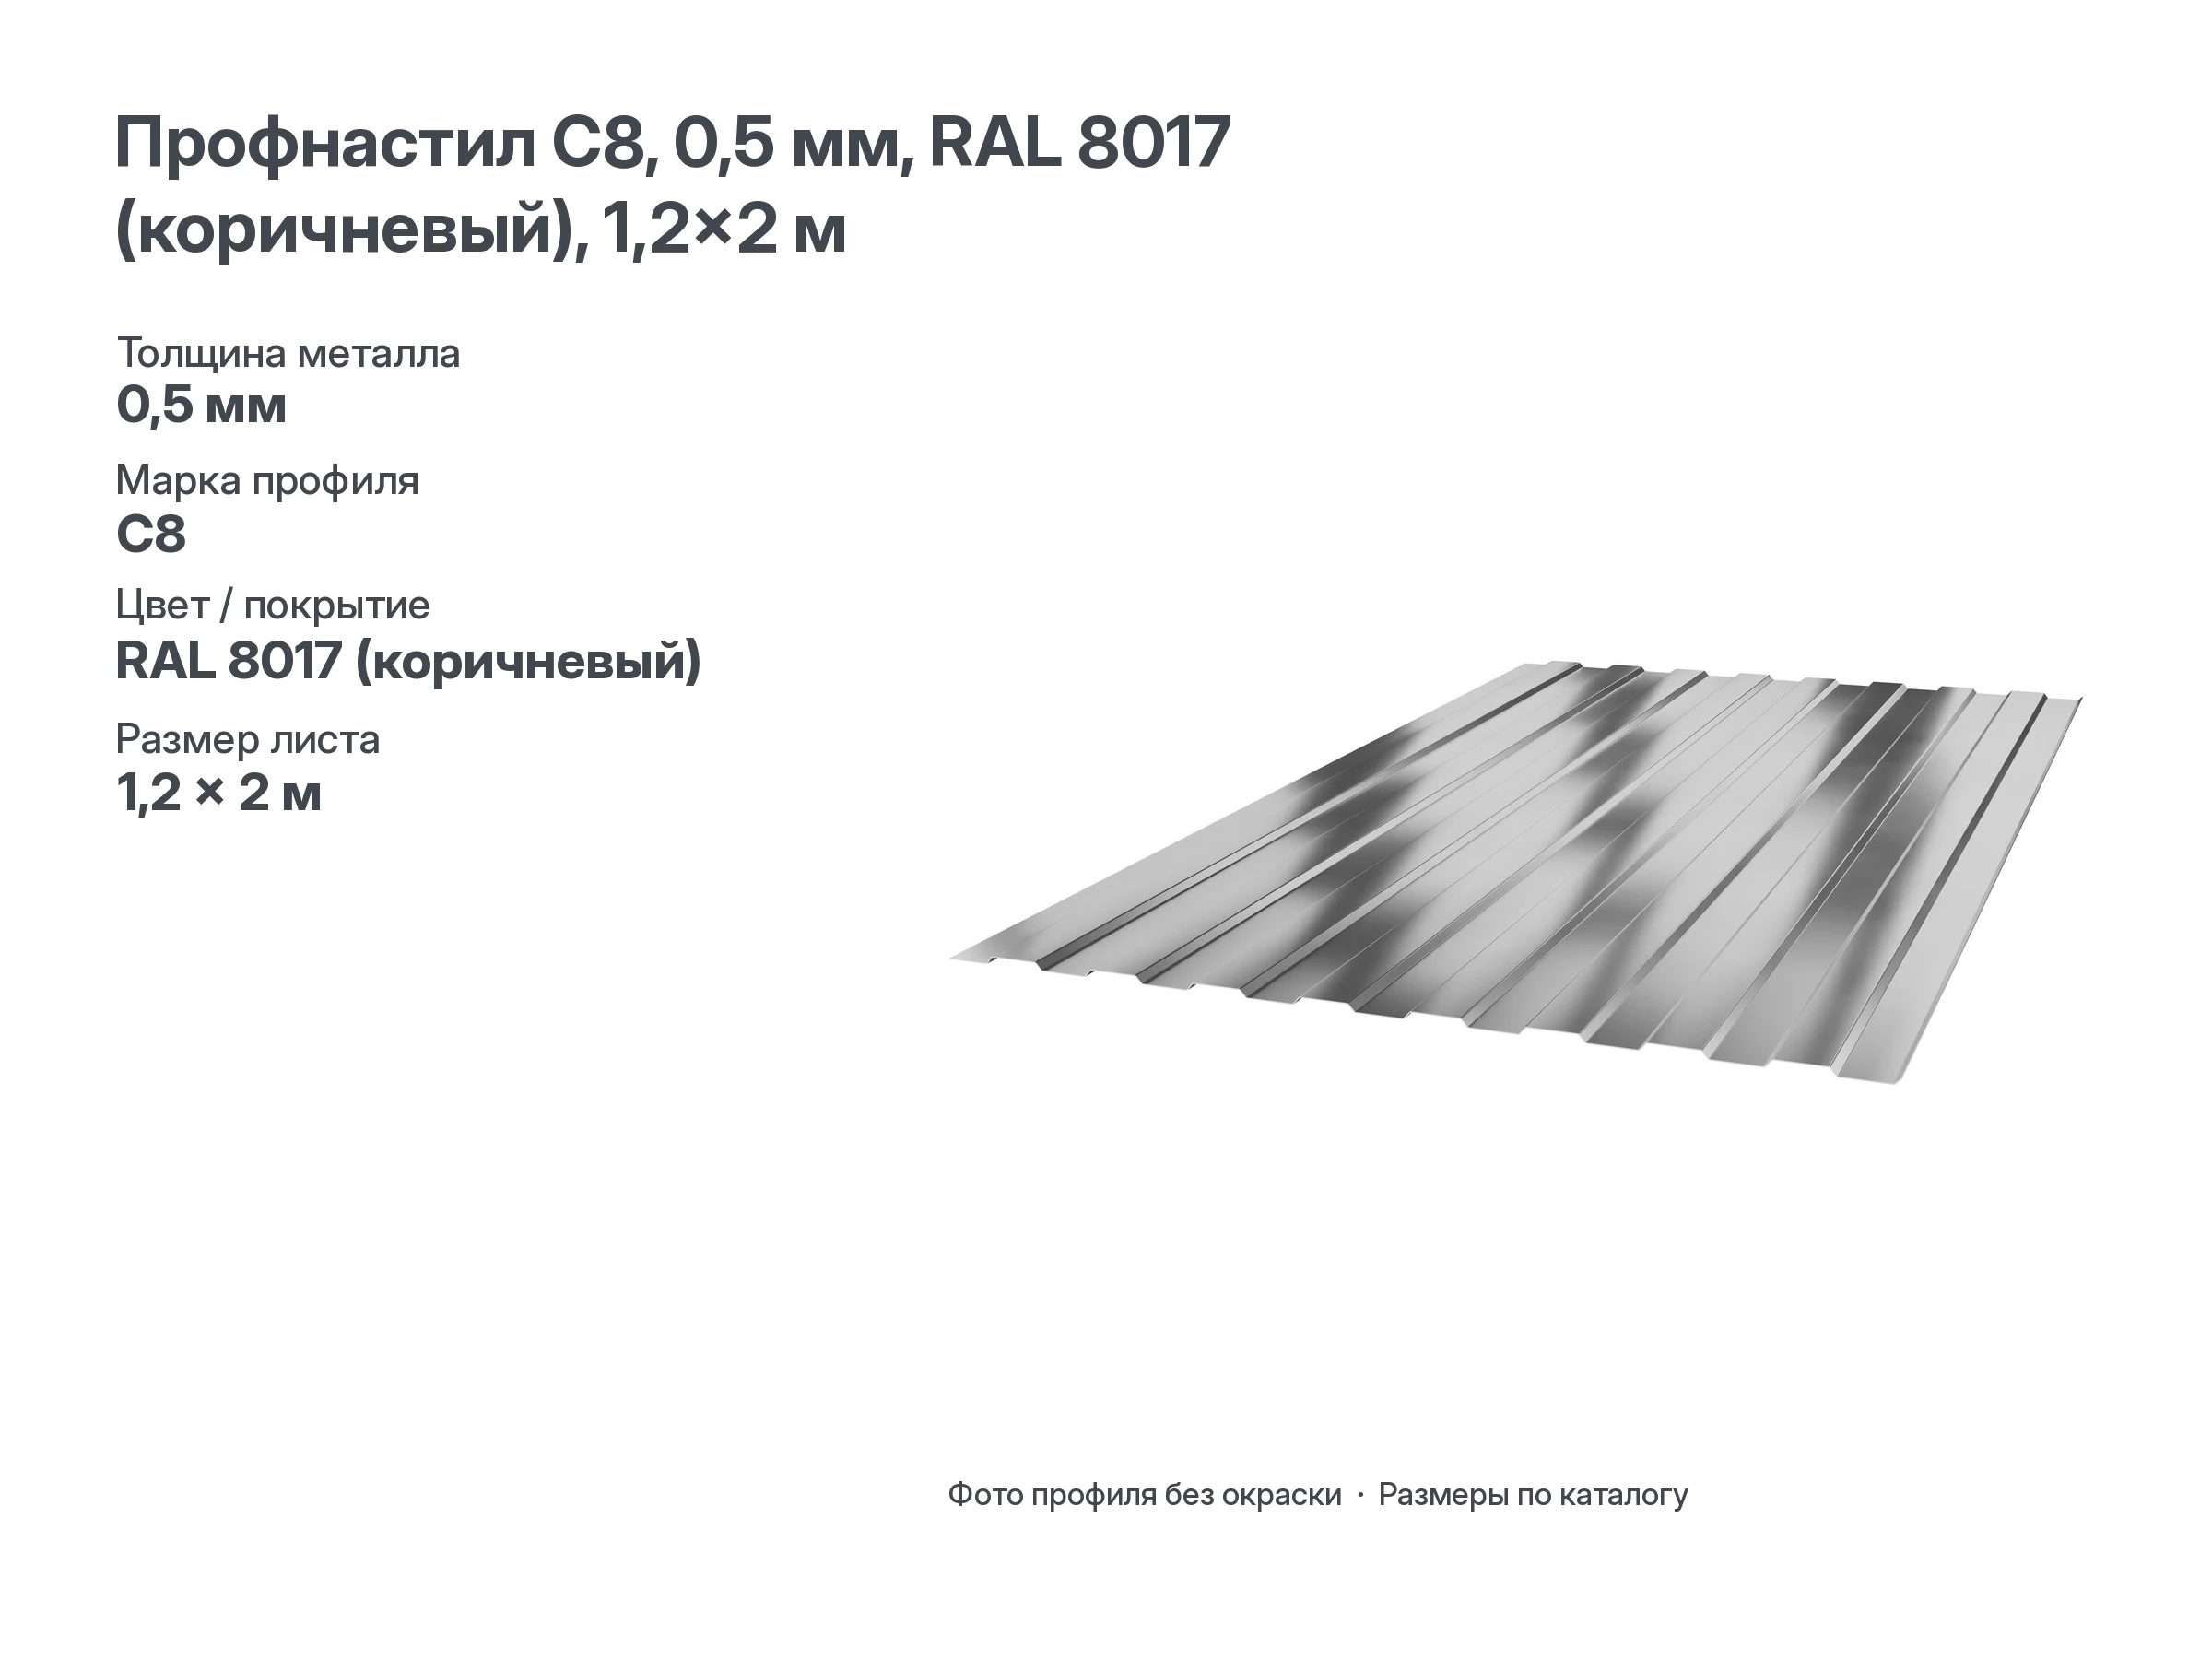 Профнастил С8, 0,5 мм, RAL 8017
(коричневый), 1,2×2 м
Толщина металла
0,5 мм
Марка профиля
С8
Цвет / покрытие
RAL 8017 (коричневый)
Размер листа
1,2 × 2 м
Фото профиля без окраски · Размеры по каталогу